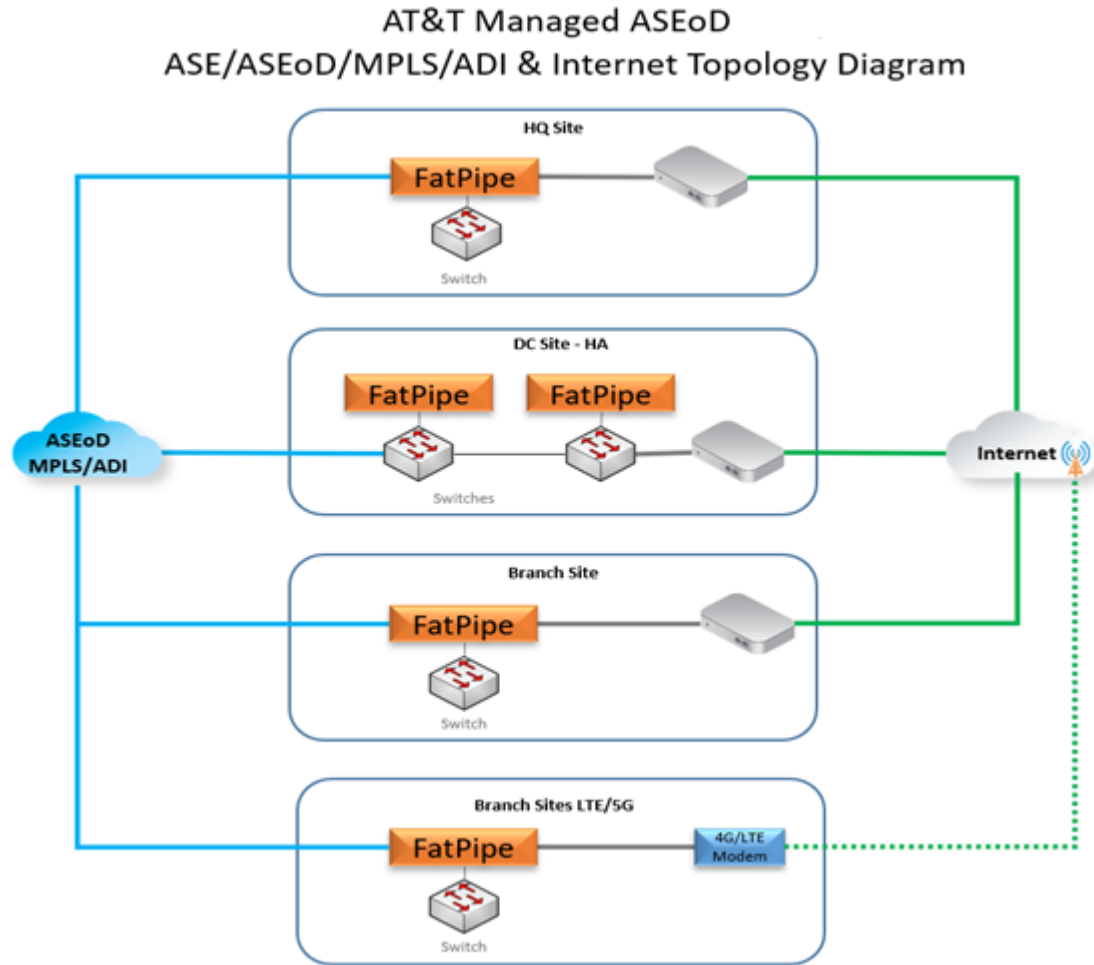 AT&T Managed ASEoD
ASE/ASEoD/MPLS/ADI & Internet Topology Diagram
HQ Site
FatPipe
Switch
DC Site - HA
FatPipe
FatPipe
Switches
ASEoD
MPLS/ADI
Internet
Branch Site
FatPipe
Switch
Branch Sites LTE/5G
FatPipe
4G/LTE
Modem
Switch